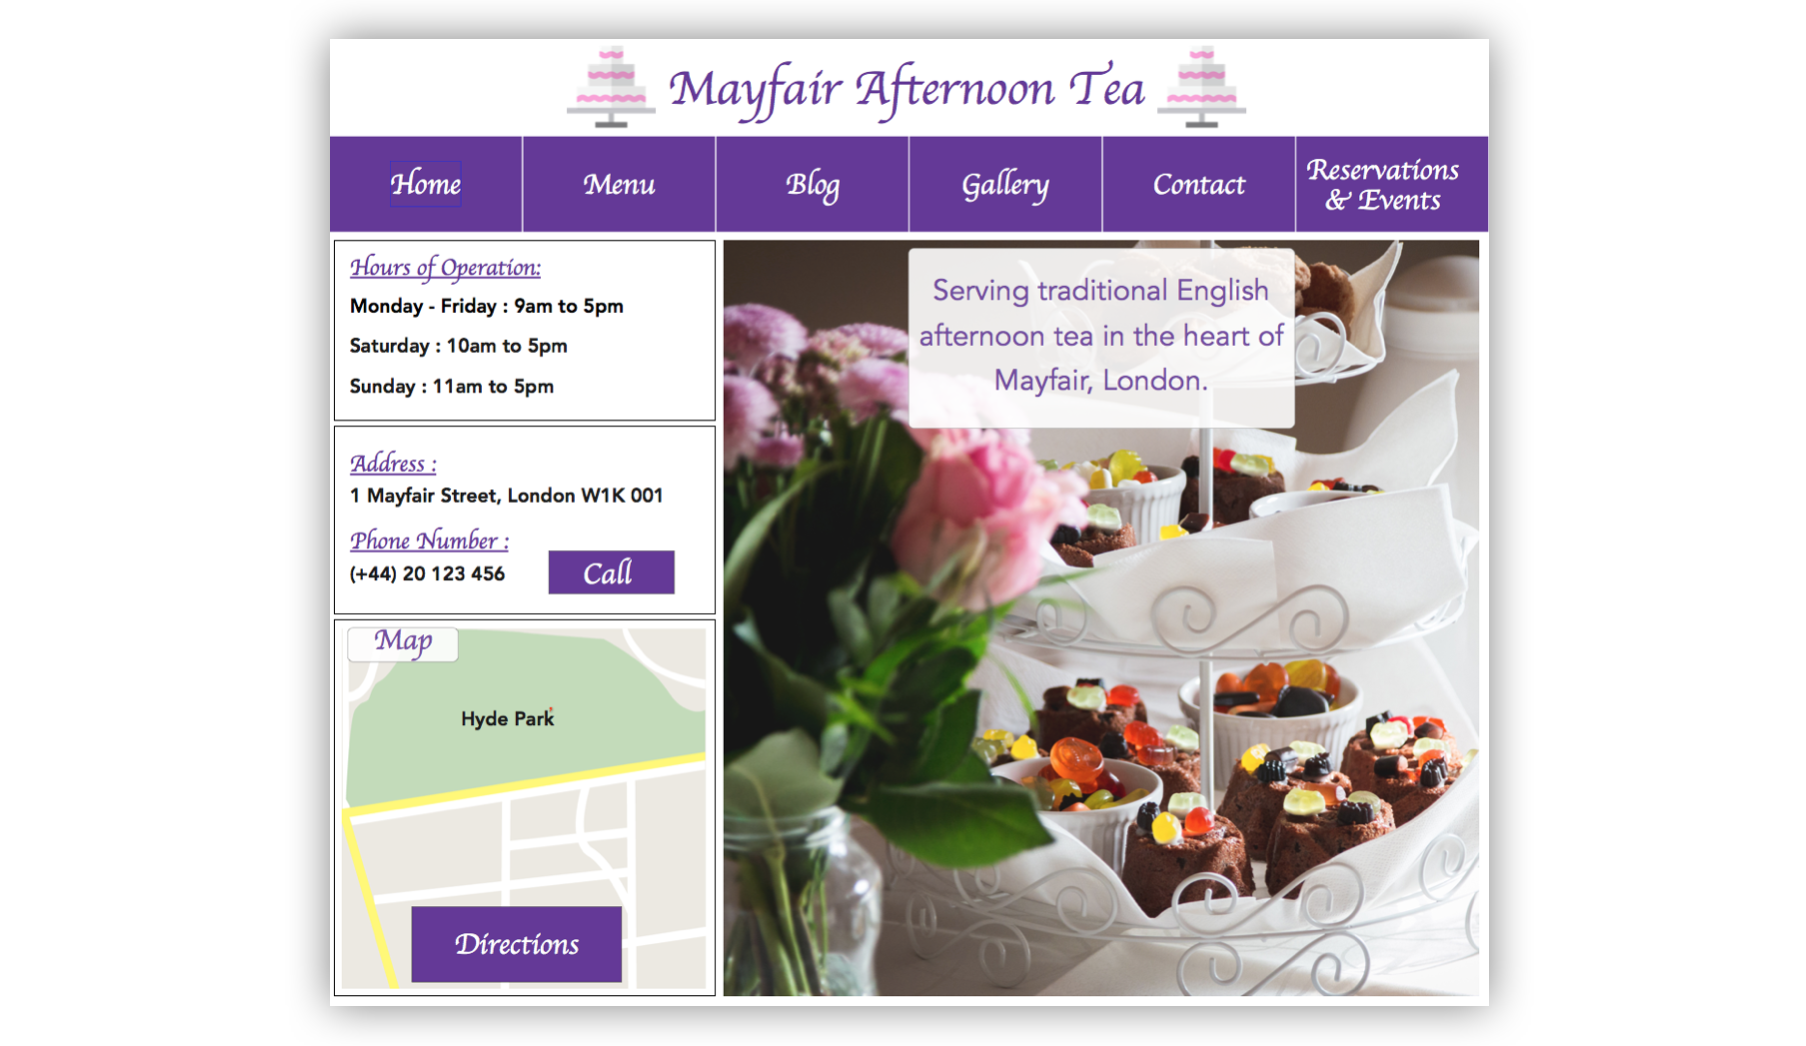 Mayfair Afternoon Tea
Home
Menu
Blog
Gallery
Contact
Reservations
& Events
Hours of Operation:
Monday - Friday : 9am to 5pm
Saturday : 10am to 5pm
Sunday : 11am to 5pm
Address :
1 Mayfair Street, London W1K 001
Phone Number :
(+44) 20 123 456
Call
Map
Hyde Park
Directions
Serving traditional English
afternoon tea in the heart of
Mayfair, London.